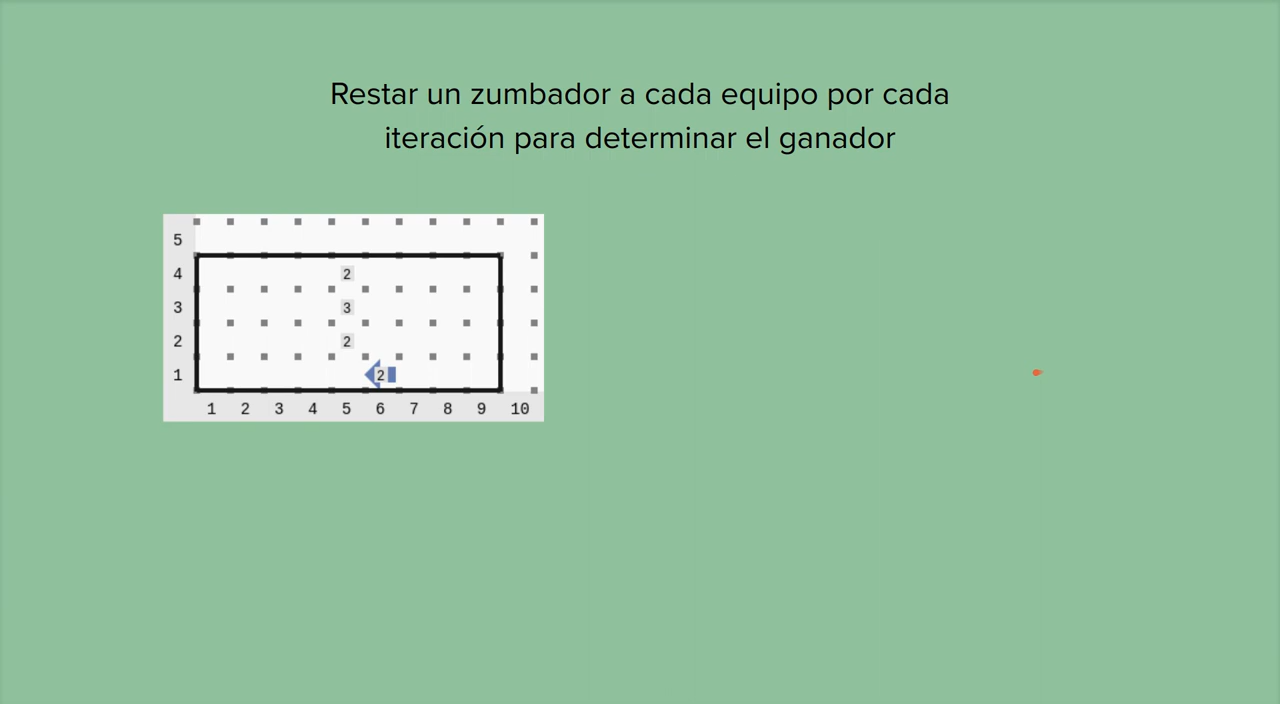 Restar un zumbador a cada equipo por cada
iteración para determinar el ganador
5
4 2
3 3
2 2
1 2
1 2 3 4 5 6 7 8 9 10